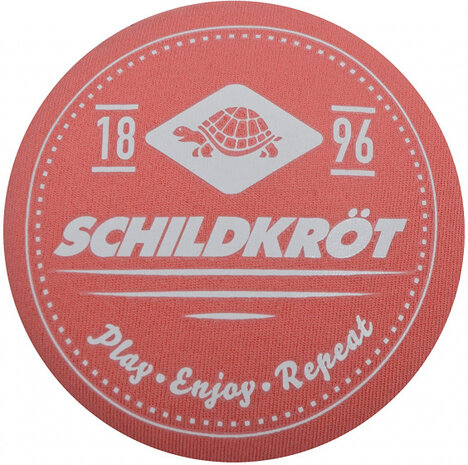 18 96
SCHILDKRÖT
Play • Enjoy • Repeat